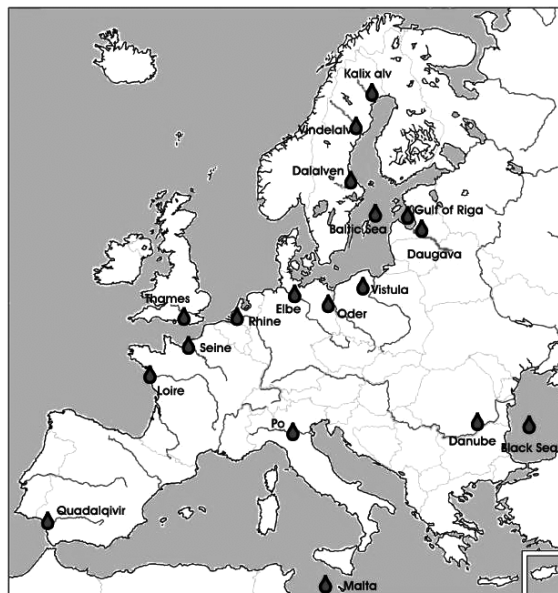 Kalix alv
Vindelalv
Dalalven
Gulf of Riga
Baltic Sea
Daugava
Thames
Rhine
Elbe
Oder
Vistula
Seine
Loire
Po
Danube
Black Sea
Quadalqivir
Malta